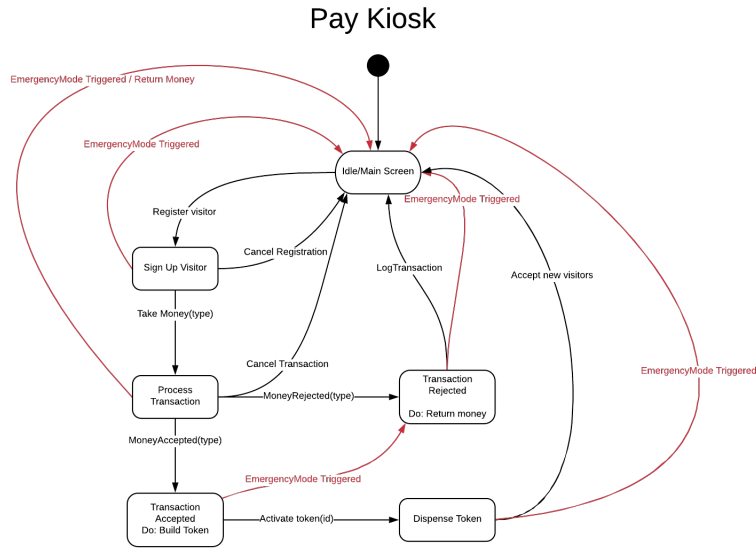 Pay Kiosk
EmergencyMode Triggered / Return Money
EmergencyMode Triggered
Idle/Main Screen
EmergencyMode Triggered
Register visitor
Cancel Registration
Sign Up Visitor
LogTransaction
Accept new visitors
Take Money(type)
Cancel Transaction
EmergencyMode Triggered
Process
Transaction
MoneyRejected(type)
Transaction
Rejected
Do: Return money
MoneyAccepted(type)
EmergencyMode Triggered
Transaction
Accepted
Do: Build Token
Activate token(id)
Dispense Token